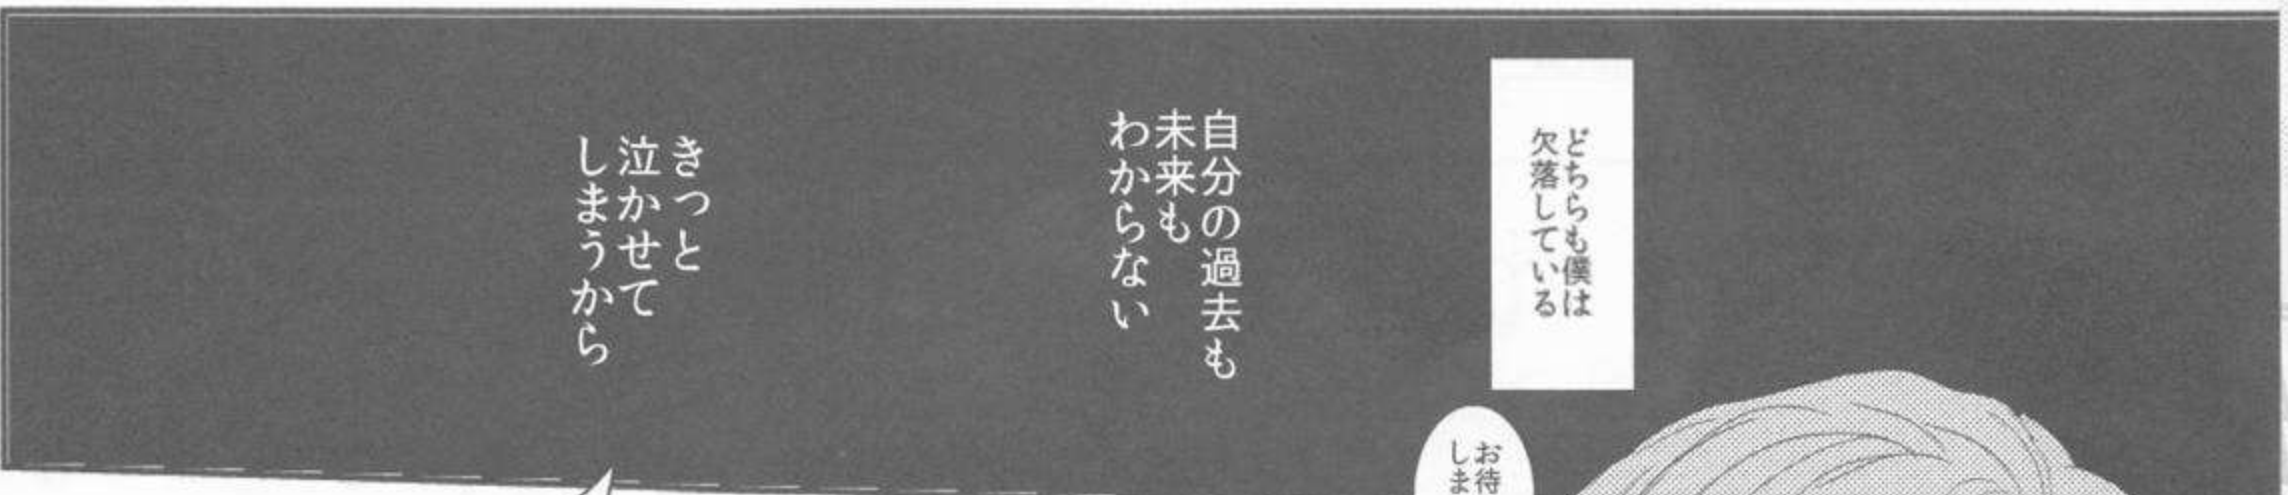 どちらも僕は
欠落している
お待
しま
自分の過去も
未来も
わからない
きっと
泣かせて
しまうから